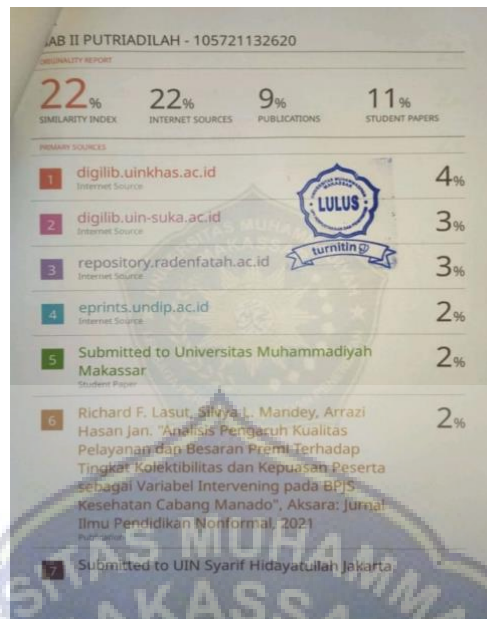 BAB II PUTRIADILAH - 105721132620
ORIGINALITY REPORT
22%
SIMILARITY INDEX
22%
INTERNET SOURCES
9%
PUBLICATIONS
11%
STUDENT PAPERS
PRIMARY SOURCES
1 digilib.uinkhas.ac.id 4%
Internet Source
2 digilib.uin-suka.ac.id 3%
Internet Source
3 repository.radenfatah.ac.id 3%
Internet Source
4 eprints.undip.ac.id 2%
Internet Source
5 Submitted to Universitas Muhammadiyah 2%
Makassar
Student Paper
6 Richard F. Lasut, Silvya L. Mandey, Arrazi 2%
Hasan Jan. "Analisis Pengaruh Kualitas
Pelayanan dan Besaran Premi Terhadap
Tingkat Kolektibilitas dan Kepuasan Peserta
sebagai Variabel Intervening pada BPJS
Kesehatan Cabang Manado", Aksara: Jurnal
Ilmu Pendidikan Nonformal, 2021
Publication
7 Submitted to UIN Syarif Hidayatullah Jakarta
LULUS
turnitin
SITAS MUHAMM
AKASS